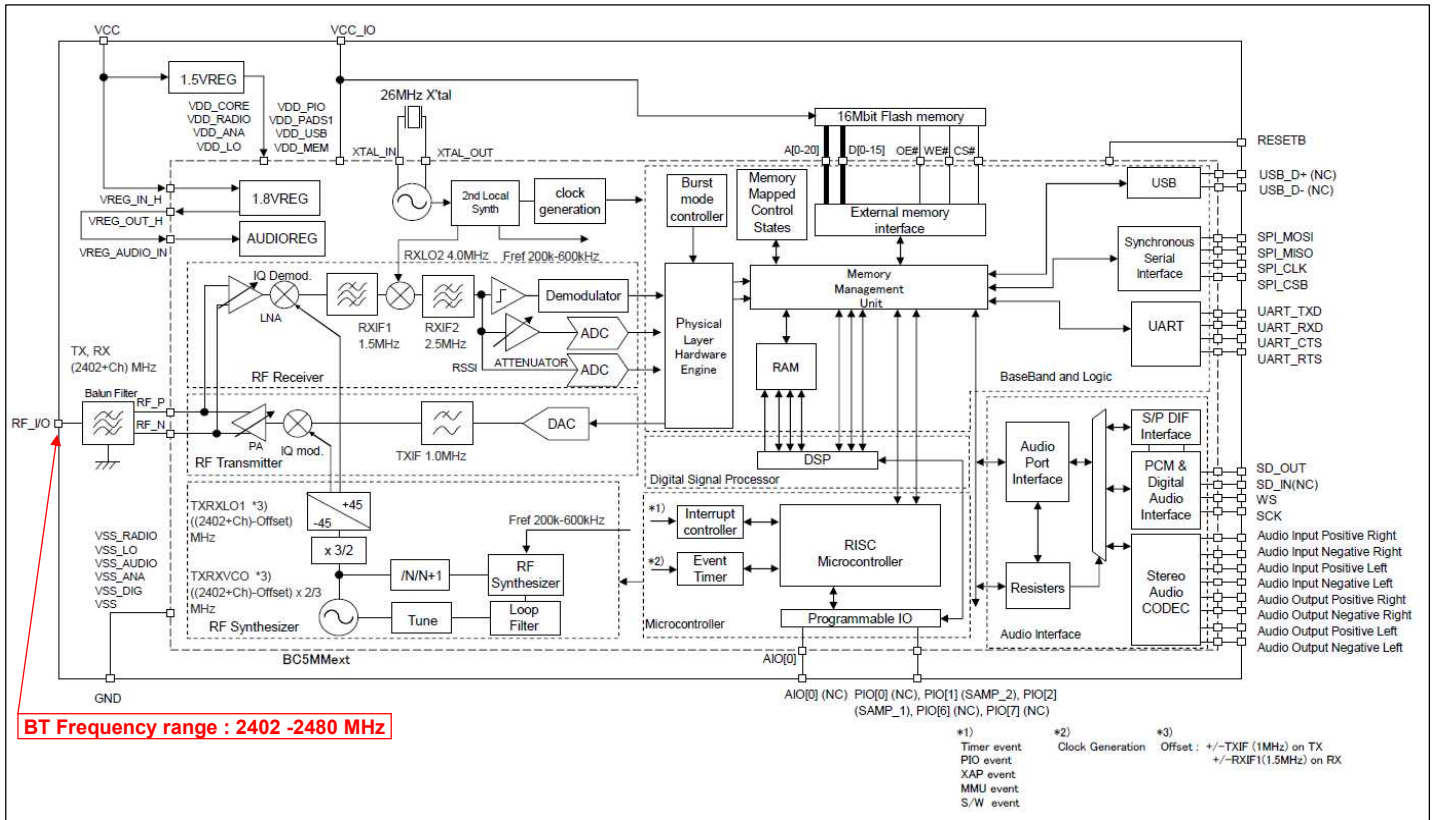 VCC
VCC_IO
1.5VREG
VDD_CORE
VDD_RADIO
VDD_ANA
VDD_LO
VDD_PIO
VDD_PADS1
VDD_USB
VDD_MEM
26MHz X'tal
XTAL_IN
XTAL_OUT
16Mbit Flash memory
A[0-20]
D[0-15]
OE#
WE#
CS#
RESETB
VREG_IN_H
1.8VREG
VREG_OUT_H
AUDIOREG
VREG_AUDIO_IN
2nd Local
Synth
clock
generation
RXLO2 4.0MHz
Fref 200k-600kHz
Burst
mode
controller
Memory
Mapped
Control
States
External memory
interface
USB
USB_D+ (NC)
USB_D- (NC)
Synchronous
Serial
Interface
SPI_MOSI
SPI_MISO
SPI_CLK
SPI_CSB
Memory
Management
Unit
UART
UART_TXD
UART_RXD
UART_CTS
UART_RTS
IQ Demod.
LNA
RXIF1
1.5MHz
RXIF2
2.5MHz
Demodulator
ADC
RSSI
ATTENUATOR
ADC
RF Receiver
Physical
Layer
Hardware
Engine
RAM
BaseBand and Logic
TX, RX
(2402+Ch) MHz
Balun Filter
RF_P
RF_I/O
RF_N
PA
IQ mod.
TXIF 1.0MHz
DAC
RF Transmitter
DSP
Digital Signal Processor
S/P DIF
Interface
Audio
Port
Interface
PCM &
Digital
Audio
Interface
SD_OUT
SD_IN(NC)
WS
SCK
TXRXLO1 *3)
((2402+Ch)-Offset)
MHz
+45
-45
x 3/2
Fref 200k-600kHz
TXRXVCO *3)
((2402+Ch)-Offset) x 2/3
MHz
/N/N+1
RF
Synthesizer
Tune
Loop
Filter
RF Synthesizer
*1)
Interrupt
controller
*2)
Event
Timer
RISC
Microcontroller
Programmable IO
Microcontroller
Resisters
Stereo
Audio
CODEC
Audio Interface
Audio Input Positive Right
Audio Input Negative Right
Audio Input Positive Left
Audio Input Negative Left
Audio Output Positive Right
Audio Output Negative Right
Audio Output Positive Left
Audio Output Negative Left
VSS_RADIO
VSS_LO
VSS_AUDIO
VSS_ANA
VSS_DIG
VSS
BC5MMext
AIO[0]
GND
AIO[0] (NC) PIO[0] (NC), PIO[1] (SAMP_2), PIO[2]
(SAMP_1), PIO[6] (NC), PIO[7] (NC)
BT Frequency range : 2402 -2480 MHz
*1)
Timer event
PIO event
XAP event
MMU event
S/W event
*2)
Clock Generation
*3)
Offset : +/-TXIF (1MHz) on TX
+/-RXIF1(1.5MHz) on RX